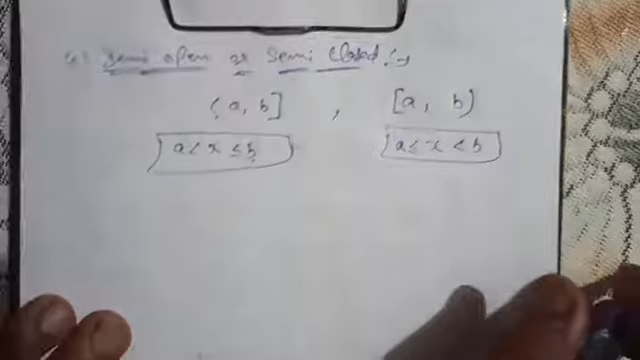 Semi open or semi closed :→
(a, b] , [a, b)
a < x ≤ b a ≤ x < b